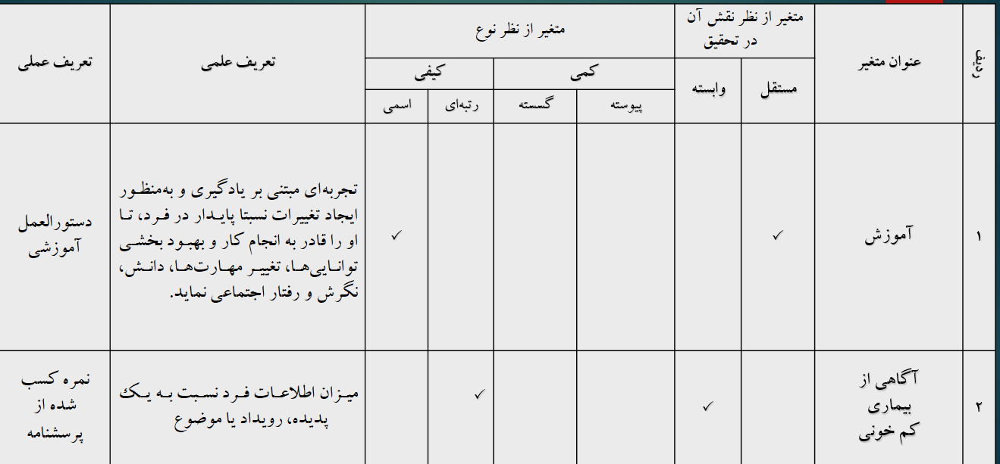 ردیف
عنوان متغیر
متغیر از نظر نقش آن
در تحقیق
متغیر از نظر نوع
تعریف علمی
تعریف عملی
مستقل
وابسته
کمی
کیفی
پیوسته
گسسته
رتبه‌ای
اسمی
۱
آموزش
✓
✓
تجربه‌ای مبتنی بر یادگیری و به‌منظور
ایجاد تغییرات نسبتا پایدار در فرد، تا
او را قادر به انجام کار و بهبود بخشی
توانایی‌ها، تغییر مهارت‌ها، دانش،
نگرش و رفتار اجتماعی نماید.
دستورالعمل
آموزشی
۲
آگاهی از
بیماری
کم خونی
✓
✓
میزان اطلاعات فرد نسبت به یک
پدیده، رویداد یا موضوع
نمره کسب
شده از
پرسشنامه